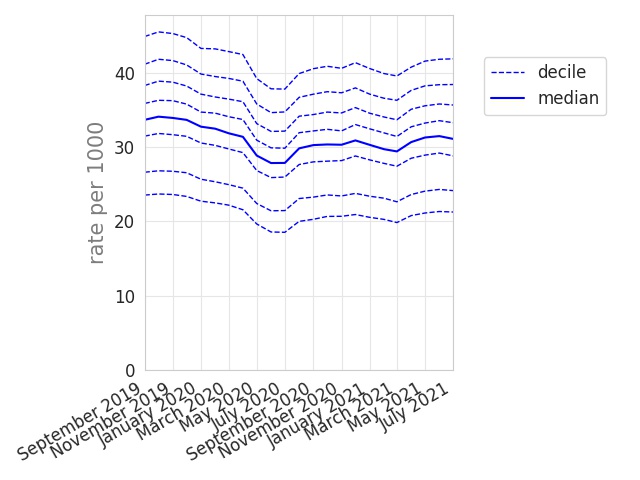 rate per 1000
40
30
20
10
0
September 2019
November 2019
January 2020
March 2020
May 2020
July 2020
September 2020
November 2020
January 2021
March 2021
May 2021
July 2021
decile
median